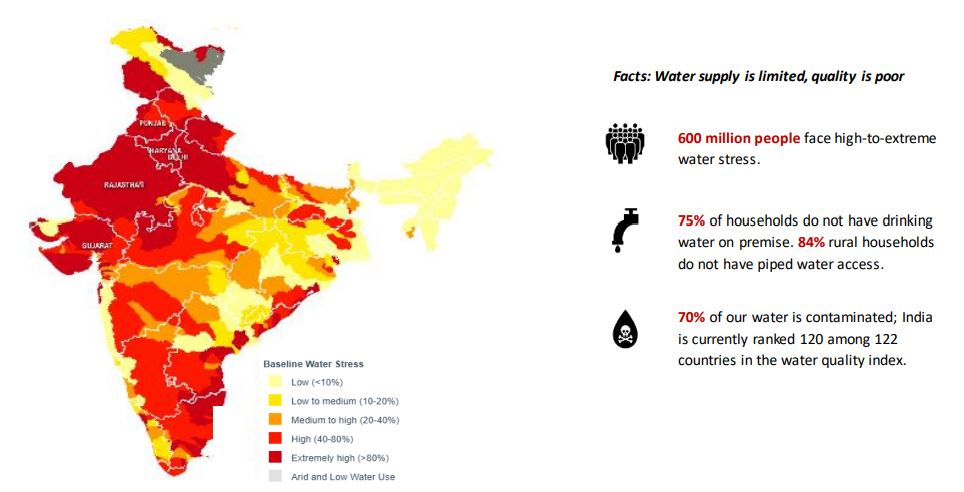 Facts: Water supply is limited, quality is poor
600 million people face high-to-extreme
water stress.
75% of households do not have drinking
water on premise. 84% rural households
do not have piped water access.
70% of our water is contaminated; India
is currently ranked 120 among 122
countries in the water quality index.
PUNJAB
HARYANA
DELHI
RAJASTHAN
GUJARAT
Baseline Water Stress
Low (<10%)
Low to medium (10-20%)
Medium to high (20-40%)
High (40-80%)
Extremely high (>80%)
Arid and Low Water Use